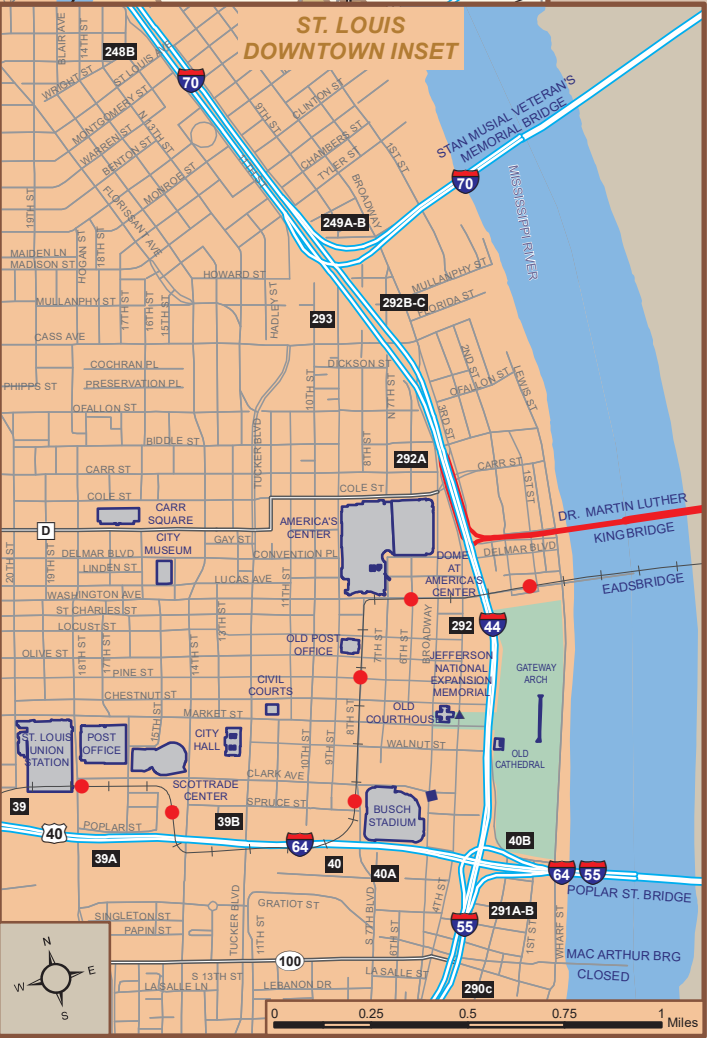 ST. LOUIS
DOWNTOWN INSET
BLAIR AVE
14TH ST
248B
ST LOUIS AVE
WRIGHT ST
70
MONTGOMERY ST
N 13TH ST
WARREN ST
BENTON ST
MONROE ST
FLORISSANT AVE
9TH ST
CLINTON ST
CHAMBERS ST
TYLER ST
1ST ST
BROADWAY
11TH ST
STAN MUSIAL VETERAN'S
MEMORIAL BRIDGE
70
MISSISSIPPI RIVER
19TH ST
249A-B
MAIDEN LN
MADISON ST
HOGAN ST
18TH ST
HOWARD ST
MULLANPHY ST
MULLANPHY ST
FLORIDA ST
17TH ST
16TH ST
15TH ST
HADLEY ST
292B-C
293
CASS AVE
COCHRAN PL
DICKSON ST
PHIPPS ST
PRESERVATION PL
OFALLON ST
OFALLON ST
2ND ST
LEWIS ST
10TH ST
N 7TH ST
3RD ST
BIDDLE ST
TUCKER BLVD
8TH ST
292A
CARR ST
CARR ST
COLE ST
COLE ST
1ST ST
CARR
SQUARE
AMERICA'S
CENTER
DR. MARTIN LUTHER
KING BRIDGE
D
GAY ST
CITY
MUSEUM
20TH ST
19TH ST
DELMAR BLVD
LINDEN ST
CONVENTION PL
DELMAR BLVD
DOME
AT
AMERICA'S
CENTER
LUCAS AVE
11TH ST
EADSBRIDGE
WASHINGTON AVE
ST CHARLES ST
LOCUST ST
13TH ST
292
44
OLD POST
OFFICE
7TH ST
6TH ST
BROADWAY
OLIVE ST
18TH ST
17TH ST
14TH ST
JEFFERSON
NATIONAL
EXPANSION
MEMORIAL
GATEWAY
ARCH
PINE ST
CHESTNUT ST
CIVIL
COURTS
MARKET ST
15TH ST
8TH ST
OLD
COURTHOUSE
ST. LOUIS
UNION
STATION
POST
OFFICE
CITY
HALL
10TH ST
9TH ST
WALNUT ST
L
OLD
CATHEDRAL
CLARK AVE
SCOTTRADE
CENTER
SPRUCE ST
BUSCH
STADIUM
39
39B
POPLAR ST
40
64
39A
40
40A
40B
64
55
POPLAR ST. BRIDGE
4TH ST
291A-B
55
SINGLETON ST
PAPIN ST
TUCKER BLVD
11TH ST
GRATIOT ST
S 7TH BLVD
6TH ST
1ST ST
WHARF ST
MAC ARTHUR BRG
CLOSED
100
S 13TH ST
LA SALLE LN
LEBANON DR
LA SALLE ST
290c
N
E
S
W
0 0.25 0.5 0.75 1
Miles